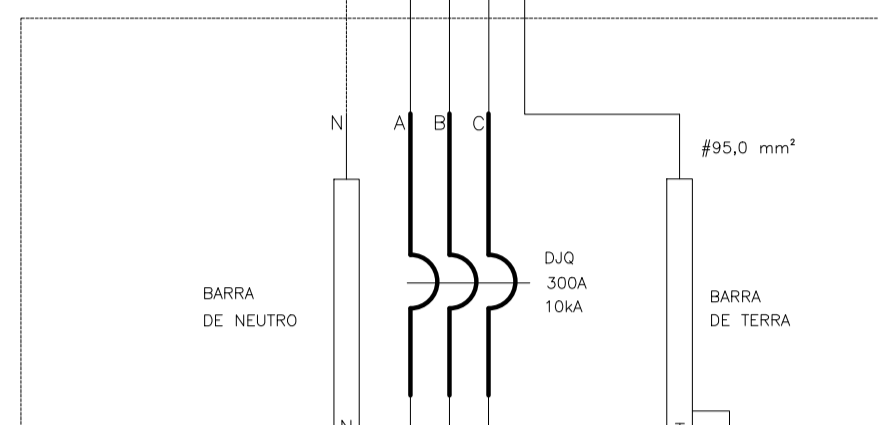 N
A
B
C
#95,0 mm²
DJQ
300A
10kA
BARRA
DE NEUTRO
BARRA
DE TERRA
N
T